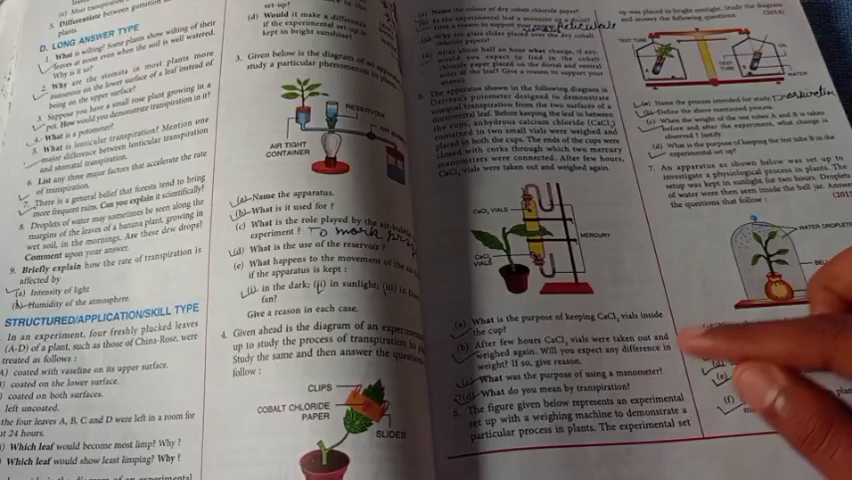 (c) Most
5. Differentiate between guttation
plants.
D. LONG ANSWER TYPE
1. What is wilting? Some plants show wilting of their
leaves at noon even when the soil is well watered.
Why is it so?
2. Why are the stomata in most plants more
numerous on the lower surface of a leaf instead of
being on the upper surface?
3. Suppose you have a small rose plant growing in a
pot. How would you demonstrate transpiration in it?
4. What is a potometer?
5. What is lenticular transpiration? Mention one
major difference between lenticular transpiration
and stomatal transpiration.
6. List any three major factors that accelerate the rate
of transpiration.
7. There is a general belief that forests tend to bring
more frequent rains. Can you explain it scientifically?
8. Droplets of water may sometimes be seen along the
margins of the leaves of a banana plant, growing in
wet soil, in the mornings. Are these dew drops?
Comment upon your answer.
9. Briefly explain how the rate of transpiration is
affected by
(a) Intensity of light
(b) Humidity of the atmosphere.
STRUCTURED/APPLICATION/SKILL TYPE
In an experiment, four freshly plucked leaves
(A-D) of a plant, such as those of China-Rose, were
treated as follows :
A) coated with vaseline on its upper surface.
coated on the lower surface.
coated on both surfaces.
left uncoated.
the four leaves A, B, C and D were left in a room for
ut 24 hours.
Which leaf would become most limp? Why ?
Which leaf would show least limping? Why ?
set-up?
(d) Would it make a difference
if the experimental set-up is
kept in bright sunshine?
3. Given below is the diagram of an apparatus
study a particular phenomenon in plants
RESERVOIR
AIR TIGHT
CONTAINER
(a) Name the apparatus.
(b) What is used for ?
(c) What is the role played by the air-bubble
experiment ? To mark
(d) What is the use of the reservoir ?
(e) What happens to the movement of the
if the apparatus is kept :
(i) in the dark; (ii) in sunlight; (iii) in
fan?
Give a reason in each case.
4. Given ahead is the diagram of an experiment
up to study the process of transpiration in
Study the same and then answer the questions
follow :
CLIPS
COBALT CHLORIDE
PAPER
SLIDES
(a) Name the colour of dry cobalt chloride paper?
(b) Is the experimental leaf a monocot or a dicot?
Give a reason to support your
(c) Why are glass slides placed over the dry cobalt
chloride papers?
(d) After about half an hour what change, if any,
would you expect to find in the cobalt
chloride paper placed on the dorsal and ventral
sides of the leaf? Give a reason to support your
answer.
5. The apparatus shown in the following diagram is
Garreau's potometer designed to demonstrate
unequal transpiration from the two surfaces of a
dorsiventral leaf. Before keeping the leaf in between
the cups, anhydrous calcium chloride (CaCl₂)
contained in two small vials were weighed and
placed in both the cups. The ends of the cups were
closed with corks through which two mercury
manometers were connected. After few hours,
CaCl₂ vials were taken out and weighed again.
CaCl₂ VIALS
MERCURY
CaCl₂
VIALS
(a) What is the purpose of keeping CaCl₂ vials inside
the cup?
(b) After few hours CaCl₂ vials were taken out and
weighed again. Will you expect any difference in
weight? If so, give reason.
(c) What was the purpose of using a manometer?
(d) What do you mean by transpiration?
6. The figure given below represents an experimental
set up with a weighing machine to demonstrate a
particular process in plants. The experimental set
up was placed in bright sunlight. Study the diagram
and answer the following questions:
TEST TUBE
OIL
TEST
TUBE
WATER
(a) Name the process intended for study.
(b) Define the above mentioned process.
(c) When the weight of the test tubes A and B is taken
before and after the experiment, what change is
observed ? Justify
(d) What is the purpose of keeping the test tube B in the
experimental set up?
7. An apparatus as shown below was set up to
investigate a physiological process in plants. The
setup was kept in sunlight for two hours. Droplets
of water were then seen inside the bell jar. Answer
the questions that follow :
WATER DROPLETS
BELL
(e)
(f)